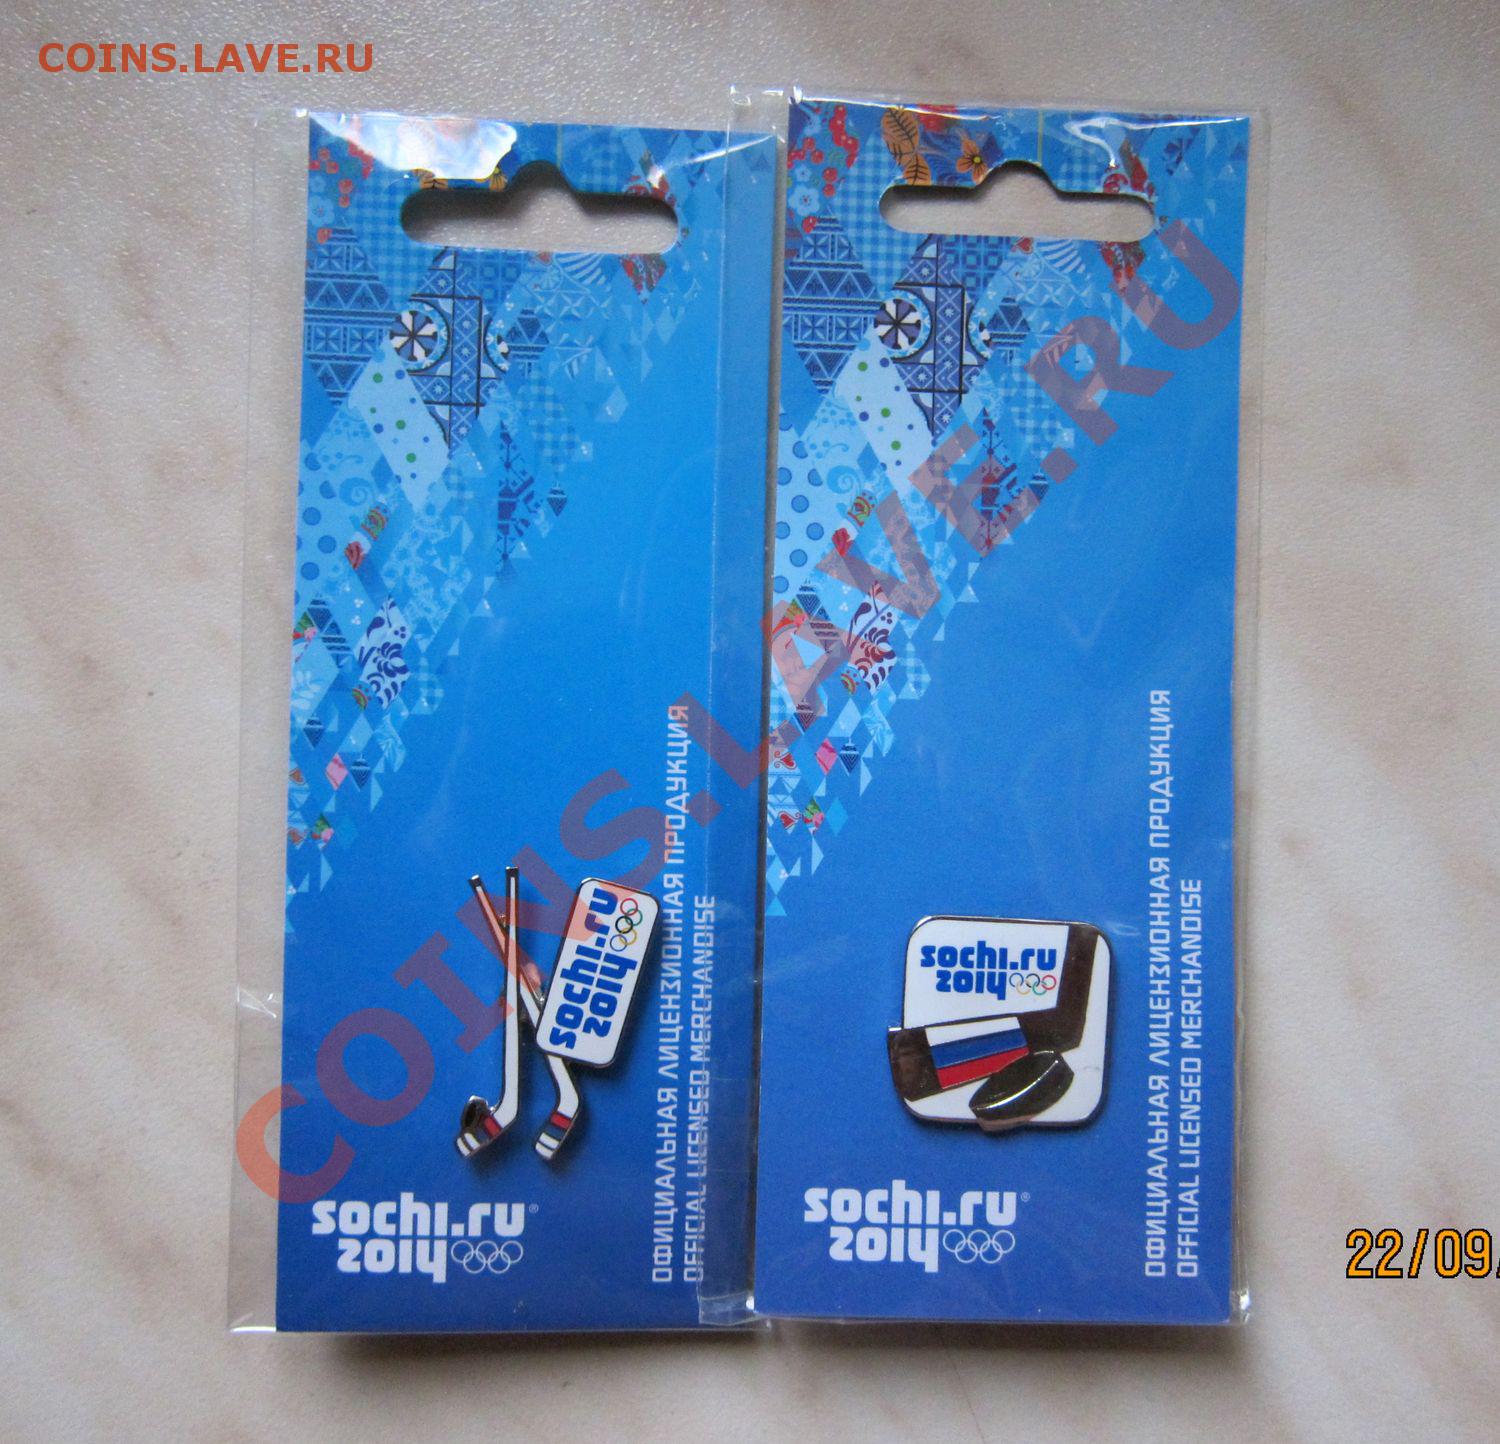 COINS.LAVE.RU
COINS.LAVE.RU
sochi.ru
2014
ОФИЦИАЛЬНАЯ ЛИЦЕНЗИОННАЯ ПРОДУКЦИЯ
OFFICIAL LICENSED MERCHANDISE
sochi.ru®
2014
sochi.ru
2014
ОФИЦИАЛЬНАЯ ЛИЦЕНЗИОННАЯ ПРОДУКЦИЯ
OFFICIAL LICENSED MERCHANDISE
sochi.ru®
2014
22/09/